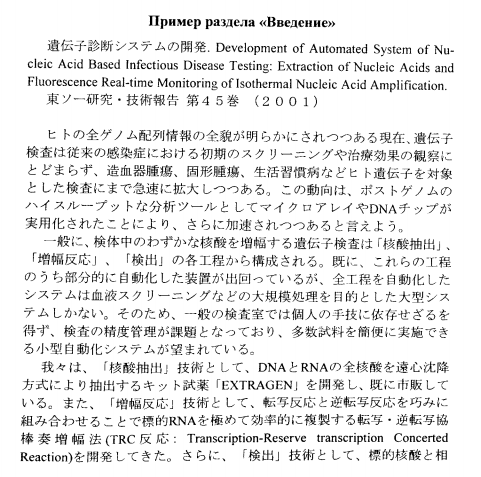 Пример раздела «Введение»
遺伝子診断システムの開発. Development of Automated System of Nu-
cleic Acid Based Infectious Disease Testing: Extraction of Nucleic Acids and
Fluorescence Real-time Monitoring of Isothermal Nucleic Acid Amplification.
東ソー研究・技術報告 第４５巻 （２００１）
ヒトの全ゲノム配列情報の全貌が明らかにされつつある現在、遺伝子
検査は従来の感染症における初期のスクリーニングや治療効果の観察に
とどまらず、造血器腫瘍、固形腫瘍、生活習慣病などヒト遺伝子を対象
とした検査にまで急速に拡大しつつある。この動向は、ポストゲノムの
ハイスループットな分析ツールとしてマイクロアレイやDNAチップが
実用化されたことにより、さらに加速されつつあると言えよう。
一般に、検体中のわずかな核酸を増幅する遺伝子検査は「核酸抽出」、
「増幅反応」、「検出」の各工程から構成される。既に、これらの工程
のうち部分的に自動化した装置が出回っているが、全工程を自動化した
システムは血液スクリーニングなどの大規模処理を目的とした大型シス
テムしかない。そのため、一般の検査室では個人の手技に依存せざるを
得ず、検査の精度管理が課題となっており、多数試料を簡便に実施でき
る小型自動化システムが望まれている。
我々は、「核酸抽出」技術として、DNAとRNAの全核酸を遠心沈降
方式により抽出するキット試薬「EXTRAGEN」を開発し、既に市販して
いる。また、「増幅反応」技術として、転写反応と逆転写反応を巧みに
組み合わせることで標的RNAを極めて効率的に複製する転写・逆転写協
棒奏増幅法(TRC反応: Transcription-Reserve transcription Concerted
Reaction)を開発してきた。さらに、「検出」技術として、標的核酸と相